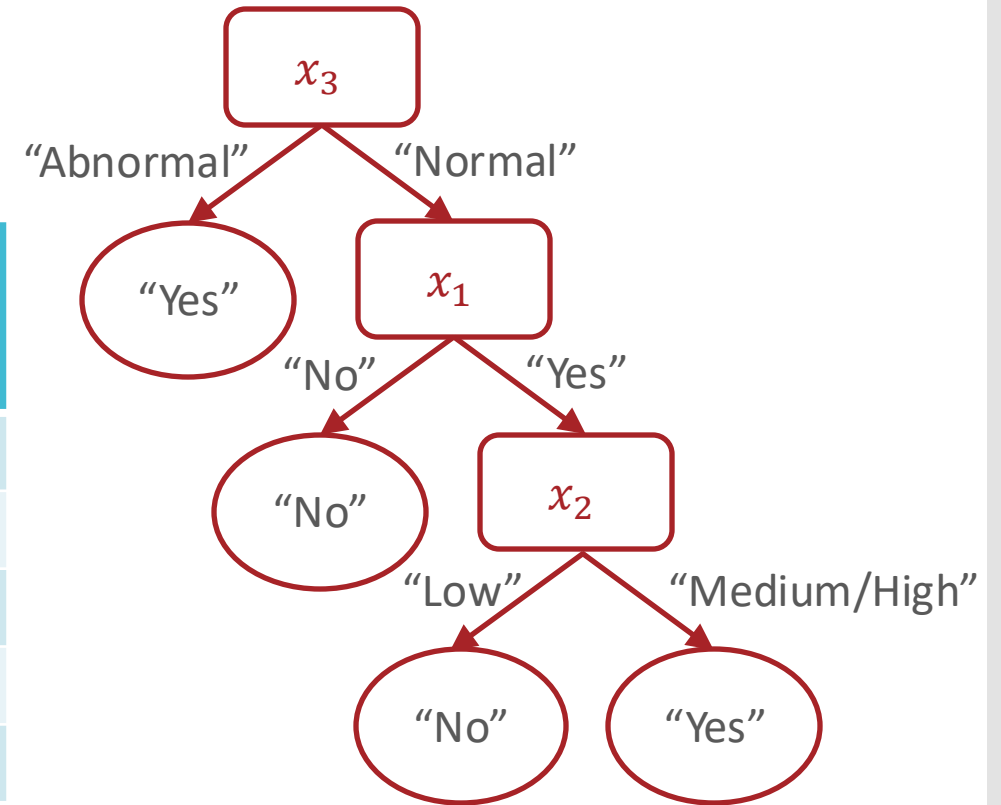 x₃
“Abnormal” “Normal”
“Yes” x₁
“No” “Yes”
“No” x₂
“Low” “Medium/High”
“No” “Yes”